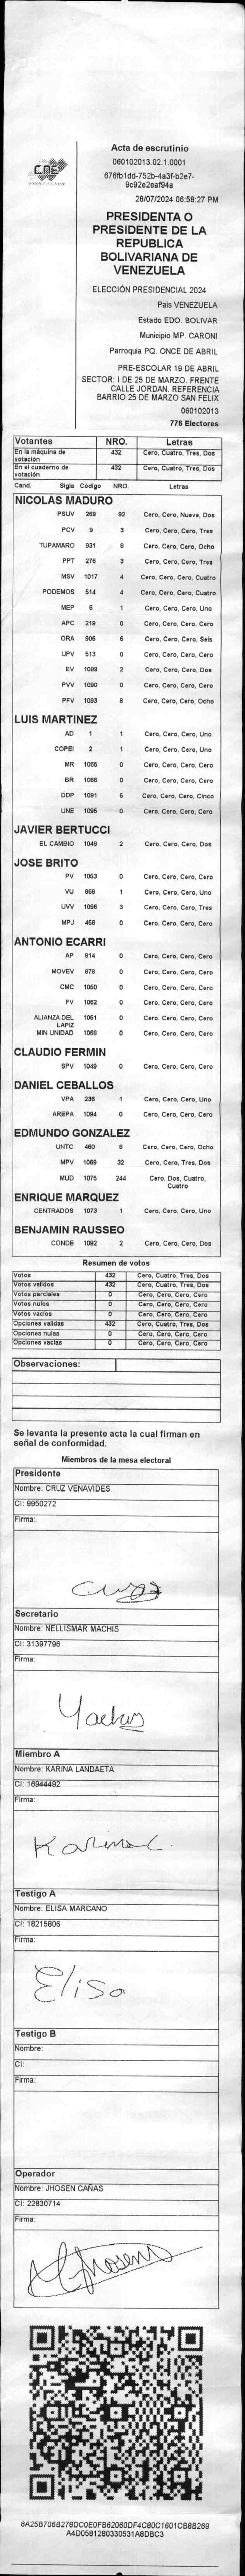 CNE
Acta de escrutinio
060102013.02.1.0001
676fb1dd-752b-4a3f-b2e7-
9c92e2eaf94a
28/07/2024 06:58:27 PM
PRESIDENTA O
PRESIDENTE DE LA
REPUBLICA
BOLIVARIANA DE
VENEZUELA
ELECCIÓN PRESIDENCIAL 2024
Pais VENEZUELA
Estado EDO. BOLIVAR
Municipio MP. CARONI
Parroquia PQ. ONCE DE ABRIL
PRE-ESCOLAR 19 DE ABRIL
SECTOR: I DE 25 DE MARZO. FRENTE
CALLE JORDAN. REFERENCIA
BARRIO 25 DE MARZO SAN FELIX
060102013
776 Electores
Votantes NRO. Letras
En la máquina de votación 432 Cero, Cuatro, Tres, Dos
En el cuaderno de votación 432 Cero, Cuatro, Tres, Dos
Cand. Sigla Código NRO. Letras
NICOLAS MADURO
PSUV 269 92 Cero, Cero, Nueve, Dos
PCV 9 3 Cero, Cero, Cero, Tres
TUPAMARO 931 8 Cero, Cero, Cero, Ocho
PPT 276 3 Cero, Cero, Cero, Tres
MSV 1017 4 Cero, Cero, Cero, Cuatro
PODEMOS 514 4 Cero, Cero, Cero, Cuatro
MEP 6 1 Cero, Cero, Cero, Uno
APC 219 0 Cero, Cero, Cero, Cero
ORA 906 6 Cero, Cero, Cero, Seis
UPV 513 0 Cero, Cero, Cero, Cero
EV 1089 2 Cero, Cero, Cero, Dos
PVV 1090 0 Cero, Cero, Cero, Cero
PFV 1093 8 Cero, Cero, Cero, Ocho
LUIS MARTINEZ
AD 1 1 Cero, Cero, Cero, Uno
COPEI 2 1 Cero, Cero, Cero, Uno
MR 1065 0 Cero, Cero, Cero, Cero
BR 1066 0 Cero, Cero, Cero, Cero
DDP 1091 5 Cero, Cero, Cero, Cinco
UNE 1095 0 Cero, Cero, Cero, Cero
JAVIER BERTUCCI
EL CAMBIO 1048 2 Cero, Cero, Cero, Dos
JOSE BRITO
PV 1053 0 Cero, Cero, Cero, Cero
VU 868 1 Cero, Cero, Cero, Uno
UVV 1096 3 Cero, Cero, Cero, Tres
MPJ 458 0 Cero, Cero, Cero, Cero
ANTONIO ECARRI
AP 814 0 Cero, Cero, Cero, Cero
MOVEV 878 0 Cero, Cero, Cero, Cero
CMC 1050 0 Cero, Cero, Cero, Cero
FV 1062 0 Cero, Cero, Cero, Cero
ALIANZA DEL LAPIZ 1051 0 Cero, Cero, Cero, Cero
MIN UNIDAD 1068 0 Cero, Cero, Cero, Cero
CLAUDIO FERMIN
SPV 1049 0 Cero, Cero, Cero, Cero
DANIEL CEBALLOS
VPA 236 1 Cero, Cero, Cero, Uno
AREPA 1094 0 Cero, Cero, Cero, Cero
EDMUNDO GONZALEZ
UNTC 460 8 Cero, Cero, Cero, Ocho
MPV 1069 32 Cero, Cero, Tres, Dos
MUD 1075 244 Cero, Dos, Cuatro,
Cuatro
ENRIQUE MARQUEZ
CENTRADOS 1073 1 Cero, Cero, Cero, Uno
BENJAMIN RAUSSEO
CONDE 1092 2 Cero, Cero, Cero, Dos
Resumen de votos
Votos 432 Cero, Cuatro, Tres, Dos
Votos validos 432 Cero, Cuatro, Tres, Dos
Votos parciales 0 Cero, Cero, Cero, Cero
Votos nulos 0 Cero, Cero, Cero, Cero
Votos vacios 0 Cero, Cero, Cero, Cero
Opciones validas 432 Cero, Cuatro, Tres, Dos
Opciones nulas 0 Cero, Cero, Cero, Cero
Opciones vacias 0 Cero, Cero, Cero, Cero
Observaciones:
Se levanta la presente acta la cual firman en
señal de conformidad.
Miembros de la mesa electoral
Presidente
Nombre: CRUZ VENAVIDES
CI: 9950272
Firma:
Cruz
Secretario
Nombre: NELLISMAR MACHIS
CI: 31397796
Firma:
Miembro A
Nombre: KARINA LANDAETA
CI: 16944492
Firma:
Karina L.
Testigo A
Nombre: ELISA MARCANO
CI: 18215806
Firma:
Elisa
Testigo B
Nombre:
CI:
Firma:
Operador
Nombre: JHOSEN CAÑAS
CI: 22830714
Firma:
Jhosen
8A25B706B278DC0E0FB62060DF4C80C1601CB8B269
A4D0581280330531A8DBC3